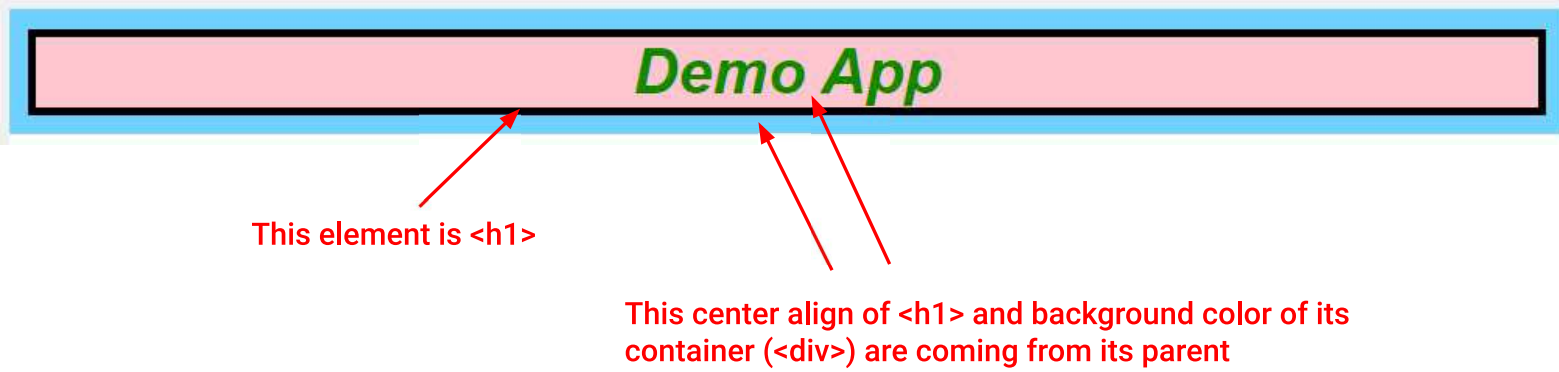 Demo App
This element is <h1>
This center align of <h1> and background color of its
container (<div>) are coming from its parent